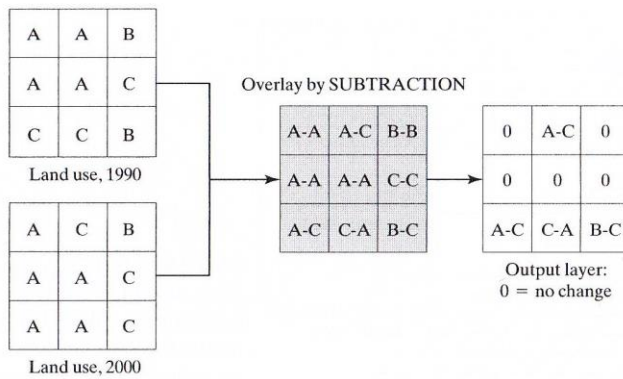 A A B
A A C
C C B
Land use, 1990
A C B
A A C
A A C
Land use, 2000
Overlay by SUBTRACTION
A-A A-C B-B
A-A A-A C-C
A-C C-A B-C
0 A-C 0
0 0 0
A-C C-A B-C
Output layer:
0 = no change